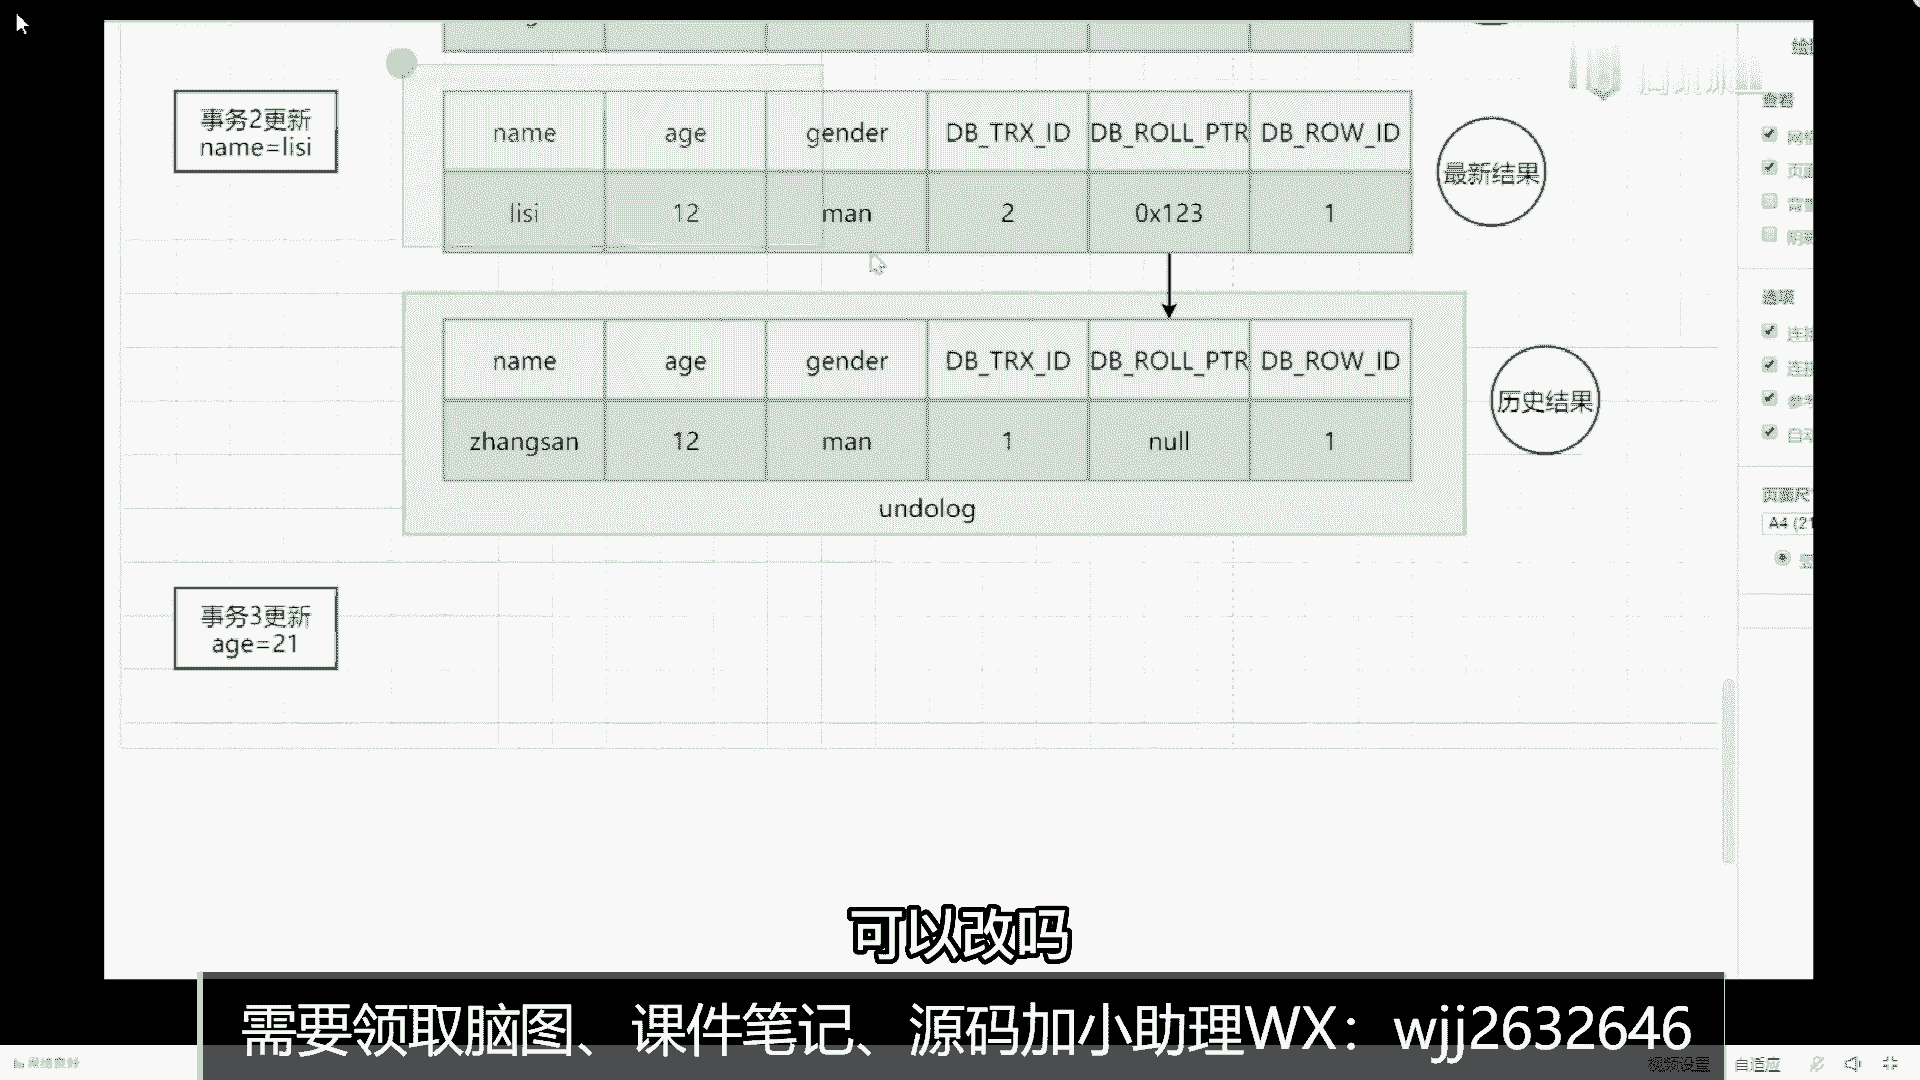 事务2更新
name=lisi
name age gender DB_TRX_ID DB_ROLL_PTR DB_ROW_ID
lisi 12 man 2 0x123 1
最新结果
name age gender DB_TRX_ID DB_ROLL_PTR DB_ROW_ID
zhangsan 12 man 1 null 1
undolog
历史结果
事务3更新
age=21
查看
选项
页面尺
A4 (21
可以改吗
需要领取脑图、课件笔记、源码加小助理WX：wjj2632646
视频设置
自适应